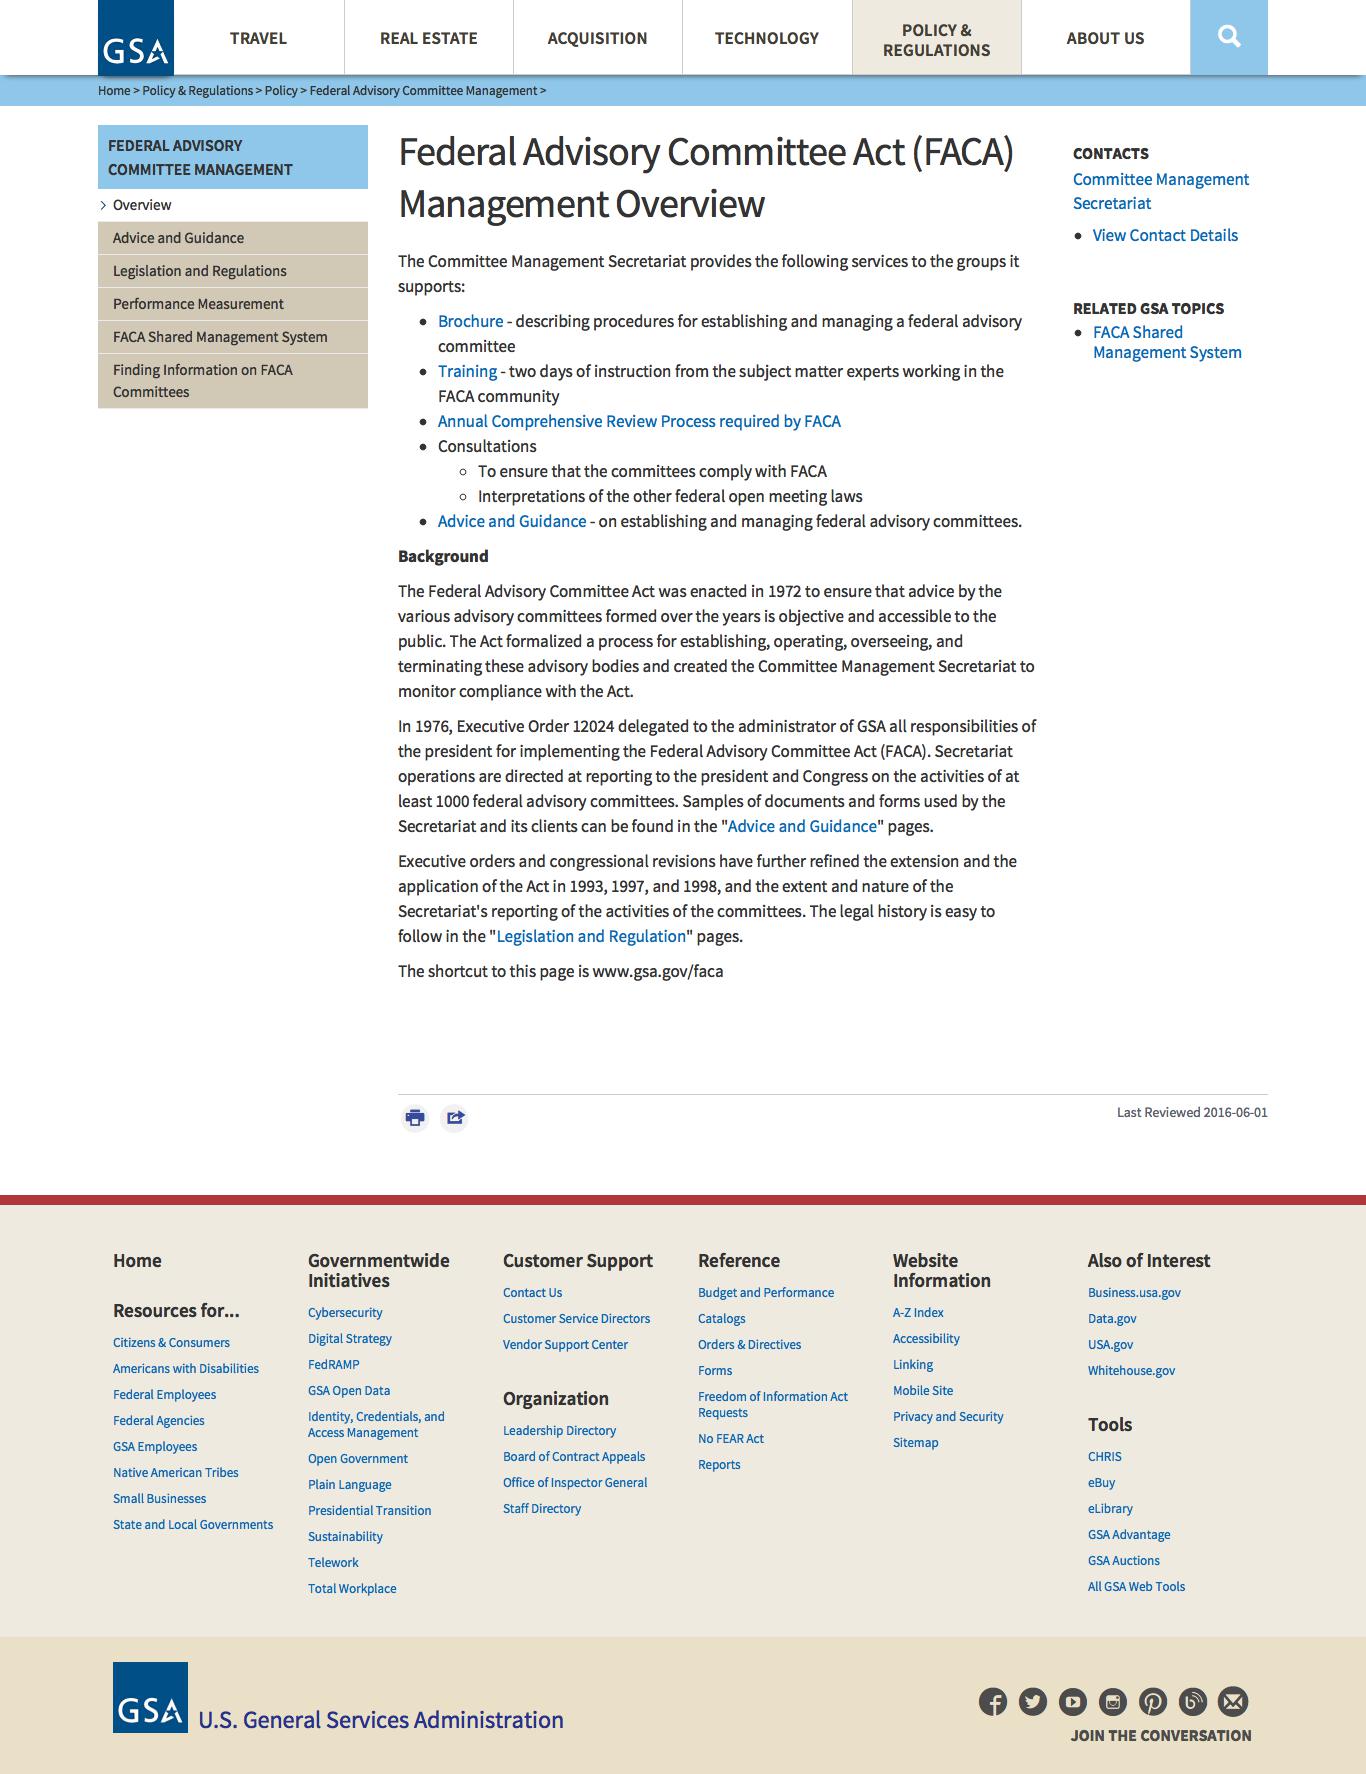 GSA
TRAVEL
REAL ESTATE
ACQUISITION
TECHNOLOGY
POLICY &
REGULATIONS
ABOUT US
Home > Policy & Regulations > Policy > Federal Advisory Committee Management >
FEDERAL ADVISORY
COMMITTEE MANAGEMENT
Overview
Advice and Guidance
Legislation and Regulations
Performance Measurement
FACA Shared Management System
Finding Information on FACA
Committees
Federal Advisory Committee Act (FACA)
Management Overview
The Committee Management Secretariat provides the following services to the groups it
supports:
Brochure - describing procedures for establishing and managing a federal advisory
committee
Training - two days of instruction from the subject matter experts working in the
FACA community
Annual Comprehensive Review Process required by FACA
Consultations
To ensure that the committees comply with FACA
Interpretations of the other federal open meeting laws
Advice and Guidance - on establishing and managing federal advisory committees.
Background
The Federal Advisory Committee Act was enacted in 1972 to ensure that advice by the
various advisory committees formed over the years is objective and accessible to the
public. The Act formalized a process for establishing, operating, overseeing, and
terminating these advisory bodies and created the Committee Management Secretariat to
monitor compliance with the Act.
In 1976, Executive Order 12024 delegated to the administrator of GSA all responsibilities of
the president for implementing the Federal Advisory Committee Act (FACA). Secretariat
operations are directed at reporting to the president and Congress on the activities of at
least 1000 federal advisory committees. Samples of documents and forms used by the
Secretariat and its clients can be found in the "Advice and Guidance" pages.
Executive orders and congressional revisions have further refined the extension and the
application of the Act in 1993, 1997, and 1998, and the extent and nature of the
Secretariat's reporting of the activities of the committees. The legal history is easy to
follow in the "Legislation and Regulation" pages.
The shortcut to this page is www.gsa.gov/faca
CONTACTS
Committee Management
Secretariat
View Contact Details
RELATED GSA TOPICS
FACA Shared
Management System
Last Reviewed 2016-06-01
Home
Resources for...
Citizens & Consumers
Americans with Disabilities
Federal Employees
Federal Agencies
GSA Employees
Native American Tribes
Small Businesses
State and Local Governments
Governmentwide
Initiatives
Cybersecurity
Digital Strategy
FedRAMP
GSA Open Data
Identity, Credentials, and
Access Management
Open Government
Plain Language
Presidential Transition
Sustainability
Telework
Total Workplace
Customer Support
Contact Us
Customer Service Directors
Vendor Support Center
Organization
Leadership Directory
Board of Contract Appeals
Office of Inspector General
Staff Directory
Reference
Budget and Performance
Catalogs
Orders & Directives
Forms
Freedom of Information Act
Requests
No FEAR Act
Reports
Website
Information
A-Z Index
Accessibility
Linking
Mobile Site
Privacy and Security
Sitemap
Also of Interest
Business.usa.gov
Data.gov
USA.gov
Whitehouse.gov
Tools
CHRIS
eBuy
eLibrary
GSA Advantage
GSA Auctions
All GSA Web Tools
GSA
U.S. General Services Administration
JOIN THE CONVERSATION